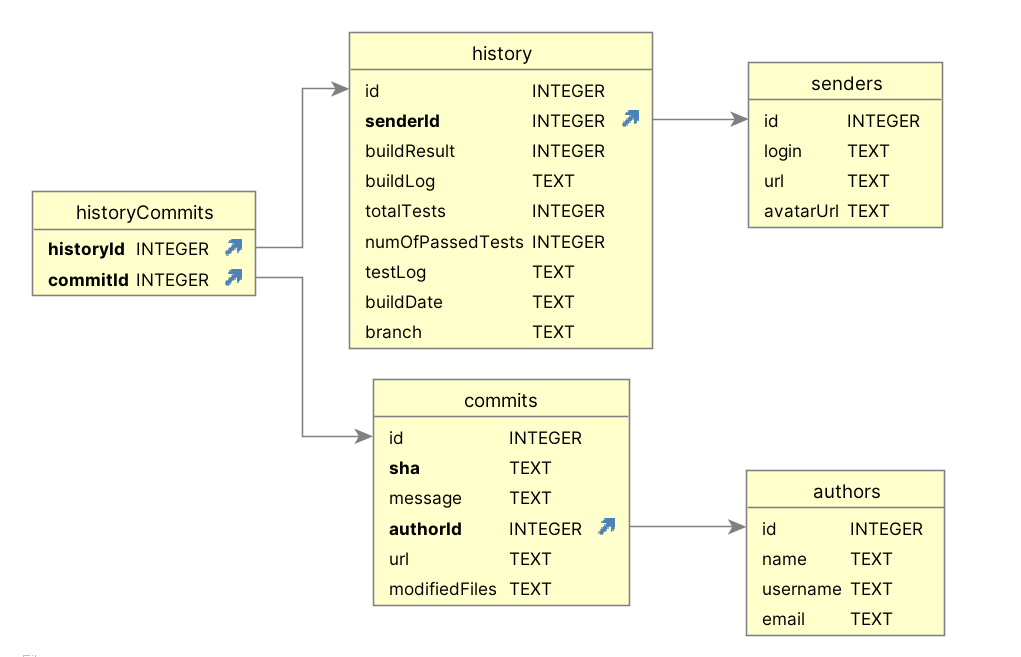 history
id INTEGER
senderId INTEGER
buildResult INTEGER
buildLog TEXT
totalTests INTEGER
numOfPassedTests INTEGER
testLog TEXT
buildDate TEXT
branch TEXT
senders
id INTEGER
login TEXT
url TEXT
avatarUrl TEXT
historyCommits
historyId INTEGER
commitId INTEGER
commits
id INTEGER
sha TEXT
message TEXT
authorId INTEGER
url TEXT
modifiedFiles TEXT
authors
id INTEGER
name TEXT
username TEXT
email TEXT